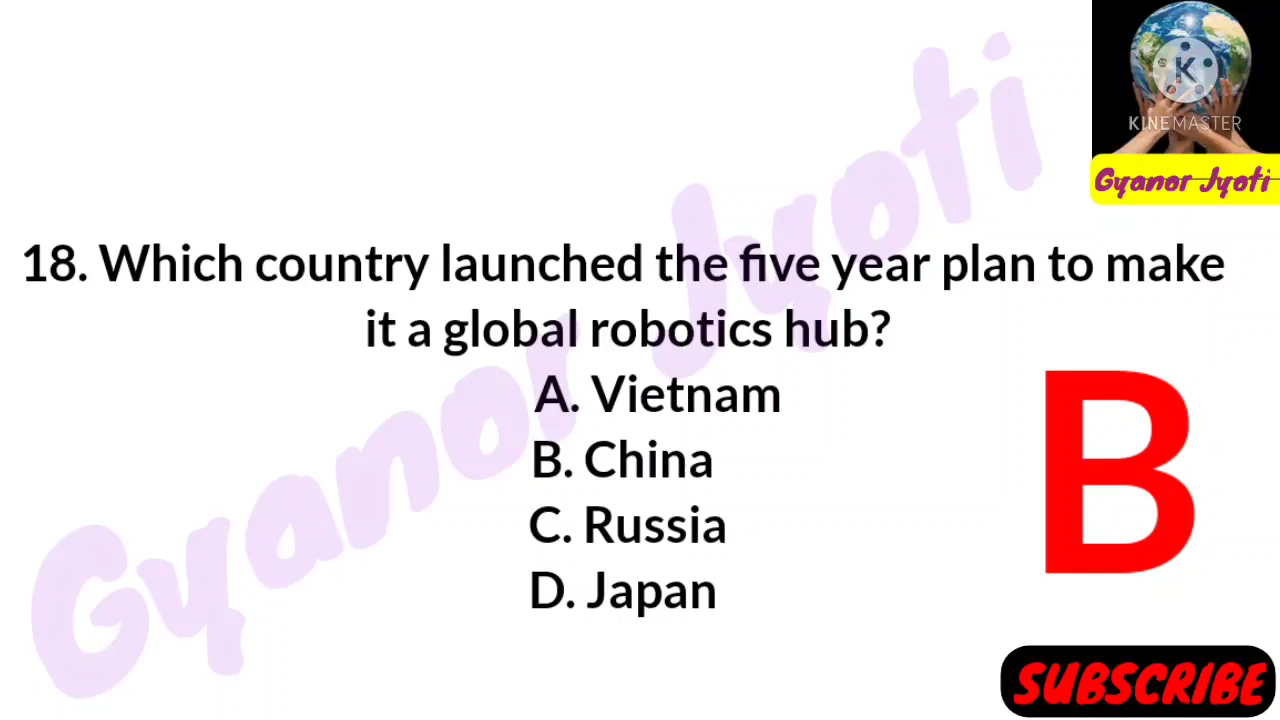 K
KINEMASTER
Gyanor Jyoti
Gyanor Jyoti
18. Which country launched the five year plan to make
it a global robotics hub?
A. Vietnam
B. China
C. Russia
D. Japan
B
SUBSCRIBE